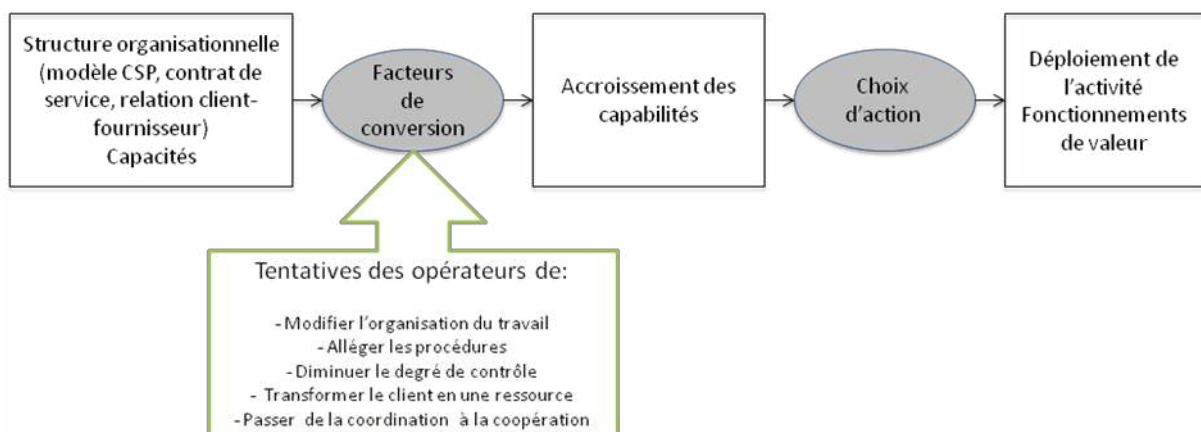 Structure organisationnelle
(modèle CSP, contrat de
service, relation client-
fournisseur)
Capacités
Facteurs
de
conversion
Accroissement des
capabilités
Choix
d'action
Déploiement de
l'activité
Fonctionnements
de valeur
Tentatives des opérateurs de:
- Modifier l'organisation du travail
- Alléger les procédures
- Diminuer le degré de contrôle
- Transformer le client en une ressource
- Passer de la coordination à la coopération